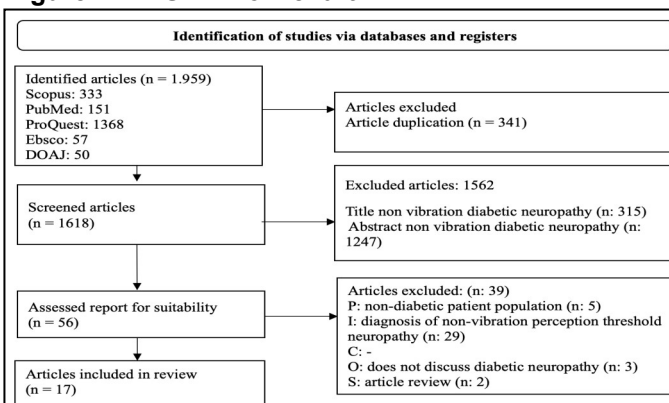 Identification of studies via databases and registers
Identified articles (n = 1.959)
Scopus: 333
PubMed: 151
ProQuest: 1368
Ebsco: 57
DOAJ: 50
Articles excluded
Article duplication (n = 341)
Screened articles
(n = 1618)
Excluded articles: 1562
Title non vibration diabetic neuropathy (n: 315)
Abstract non vibration diabetic neuropathy (n:
1247)
Assessed report for suitability
(n = 56)
Articles excluded: (n: 39)
P: non-diabetic patient population (n: 5)
I: diagnosis of non-vibration perception threshold
neuropathy (n: 29)
C: -
O: does not discuss diabetic neuropathy (n: 3)
S: article review (n: 2)
Articles included in review
(n = 17)